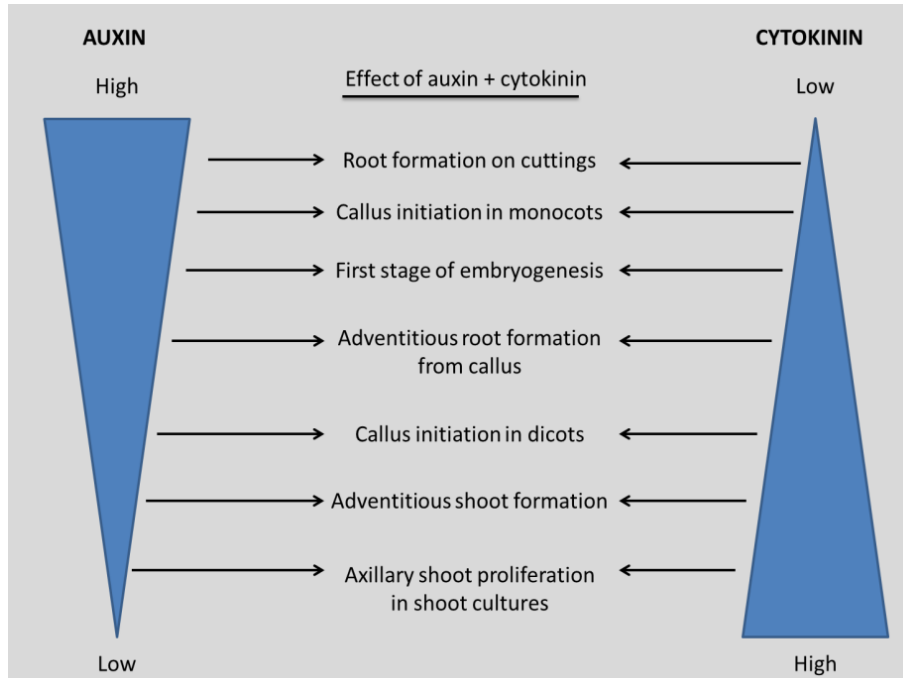 AUXIN
CYTOKININ
High
Effect of auxin + cytokinin
Low
Root formation on cuttings
Callus initiation in monocots
First stage of embryogenesis
Adventitious root formation
from callus
Callus initiation in dicots
Adventitious shoot formation
Axillary shoot proliferation
in shoot cultures
Low
High